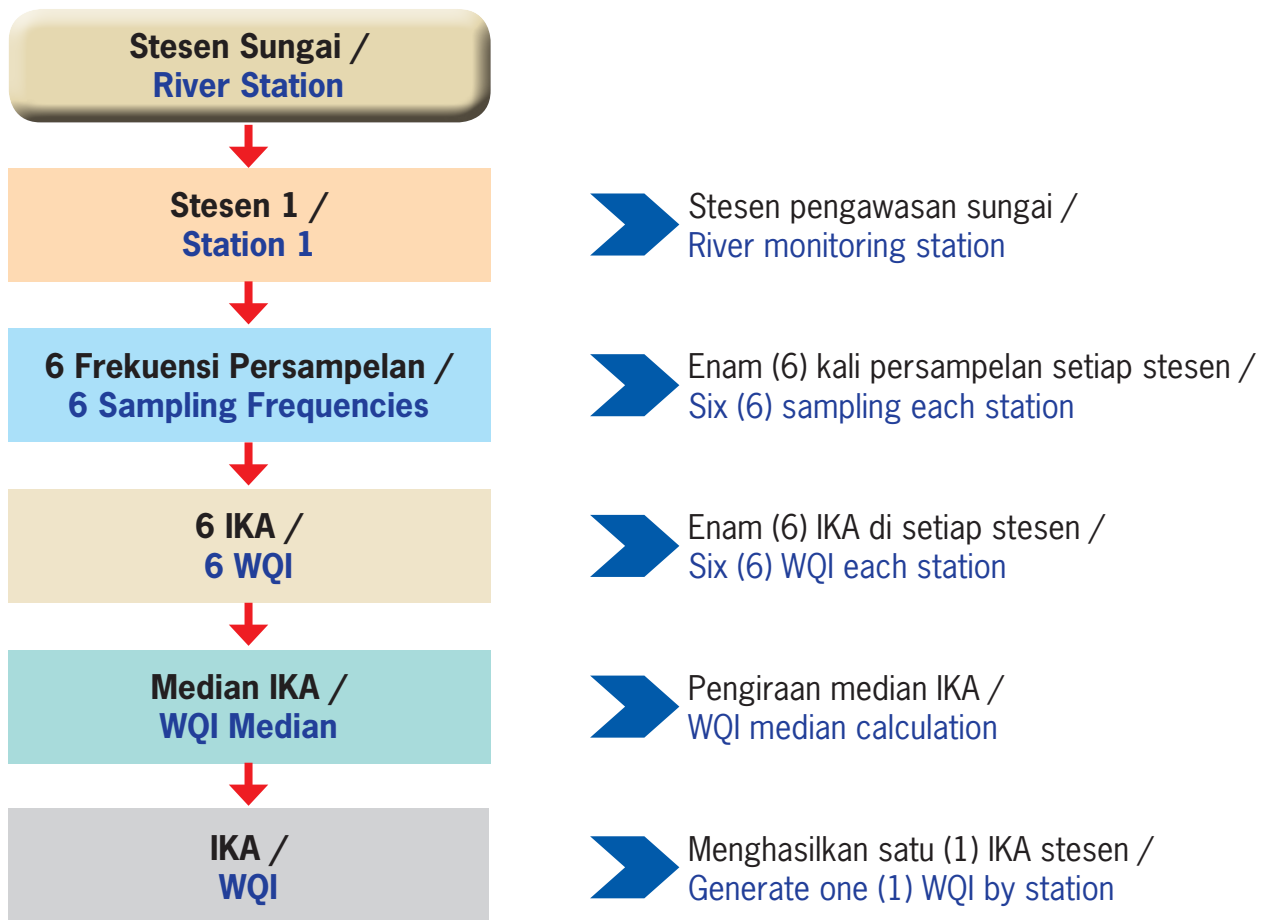 Stesen Sungai /
River Station
Stesen 1 /
Station 1
Stesen pengawasan sungai /
River monitoring station
6 Frekuensi Persampelan /
6 Sampling Frequencies
Enam (6) kali persampelan setiap stesen /
Six (6) sampling each station
6 IKA /
6 WQI
Enam (6) IKA di setiap stesen /
Six (6) WQI each station
Median IKA /
WQI Median
Pengiraan median IKA /
WQI median calculation
IKA /
WQI
Menghasilkan satu (1) IKA stesen /
Generate one (1) WQI by station